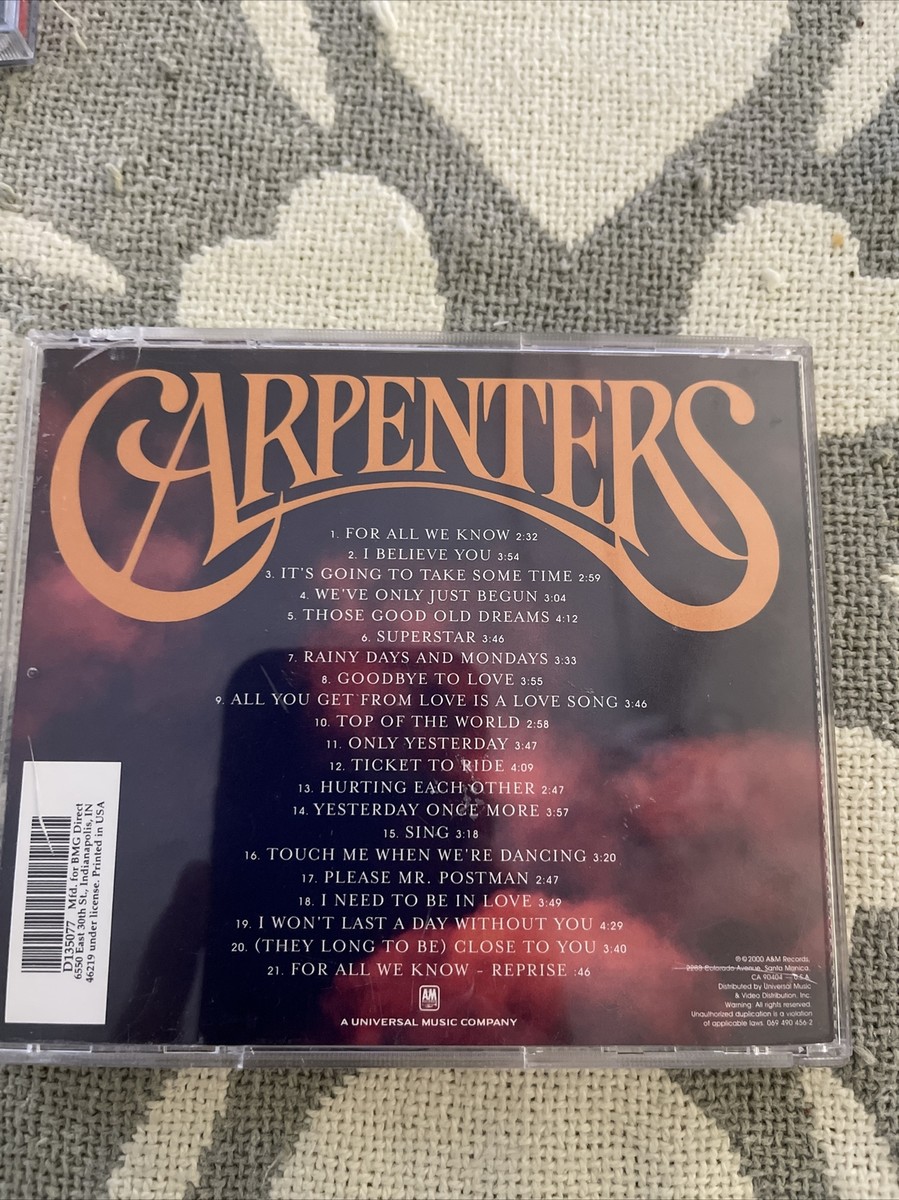 CARPENTERS
1. FOR ALL WE KNOW 2:32
2. I BELIEVE YOU 3:54
3. IT'S GOING TO TAKE SOME TIME 2:59
4. WE'VE ONLY JUST BEGUN 3:04
5. THOSE GOOD OLD DREAMS 4:12
6. SUPERSTAR 3:46
7. RAINY DAYS AND MONDAYS 3:33
8. GOODBYE TO LOVE 3:55
9. ALL YOU GET FROM LOVE IS A LOVE SONG 3:46
10. TOP OF THE WORLD 2:58
11. ONLY YESTERDAY 3:47
12. TICKET TO RIDE 4:09
13. HURTING EACH OTHER 2:47
14. YESTERDAY ONCE MORE 3:57
15. SING 3:18
16. TOUCH ME WHEN WE'RE DANCING 3:20
17. PLEASE MR. POSTMAN 2:47
18. I NEED TO BE IN LOVE 3:49
19. I WON'T LAST A DAY WITHOUT YOU 4:29
20. (THEY LONG TO BE) CLOSE TO YOU 3:40
21. FOR ALL WE KNOW - REPRISE :46
AM
A UNIVERSAL MUSIC COMPANY
D135077 Mfd. for BMG Direct
6550 East 30th St., Indianapolis, IN
46219 under license. Printed in USA
℗ © 2000 A&M Records.
2233 Colorado Avenue, Santa Monica,
CA 90404 — U.S.A.
Distributed by Universal Music
& Video Distribution, Inc.
Warning: All rights reserved.
Unauthorized duplication is a violation
of applicable laws. 069 490 456-2